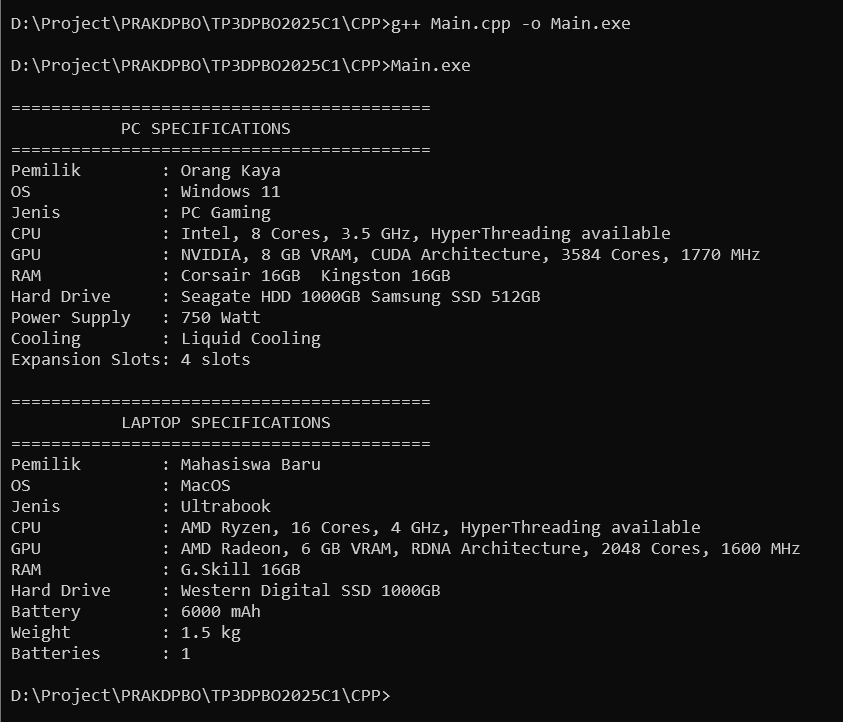 D:\Project\PRAKDPBO\TP3DPBO2025C1\CPP>g++ Main.cpp -o Main.exe
D:\Project\PRAKDPBO\TP3DPBO2025C1\CPP>Main.exe
==========================================
           PC SPECIFICATIONS
==========================================
Pemilik        : Orang Kaya
OS             : Windows 11
Jenis          : PC Gaming
CPU            : Intel, 8 Cores, 3.5 GHz, HyperThreading available
GPU            : NVIDIA, 8 GB VRAM, CUDA Architecture, 3584 Cores, 1770 MHz
RAM            : Corsair 16GB  Kingston 16GB
Hard Drive     : Seagate HDD 1000GB Samsung SSD 512GB
Power Supply   : 750 Watt
Cooling        : Liquid Cooling
Expansion Slots: 4 slots
==========================================
           LAPTOP SPECIFICATIONS
==========================================
Pemilik        : Mahasiswa Baru
OS             : MacOS
Jenis          : Ultrabook
CPU            : AMD Ryzen, 16 Cores, 4 GHz, HyperThreading available
GPU            : AMD Radeon, 6 GB VRAM, RDNA Architecture, 2048 Cores, 1600 MHz
RAM            : G.Skill 16GB
Hard Drive     : Western Digital SSD 1000GB
Battery        : 6000 mAh
Weight         : 1.5 kg
Batteries      : 1
D:\Project\PRAKDPBO\TP3DPBO2025C1\CPP>